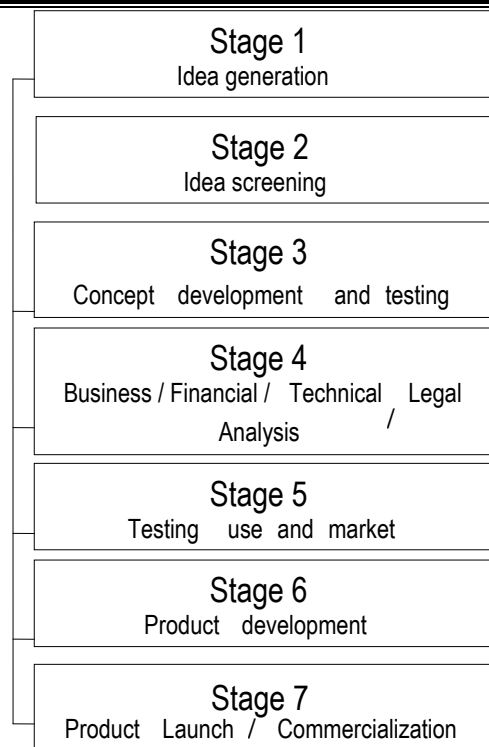 Stage 1
Idea generation
Stage 2
Idea screening
Stage 3
Concept development and testing
Stage 4
Business / Financial / Technical / Legal
Analysis
Stage 5
Testing use and market
Stage 6
Product development
Stage 7
Product Launch / Commercialization